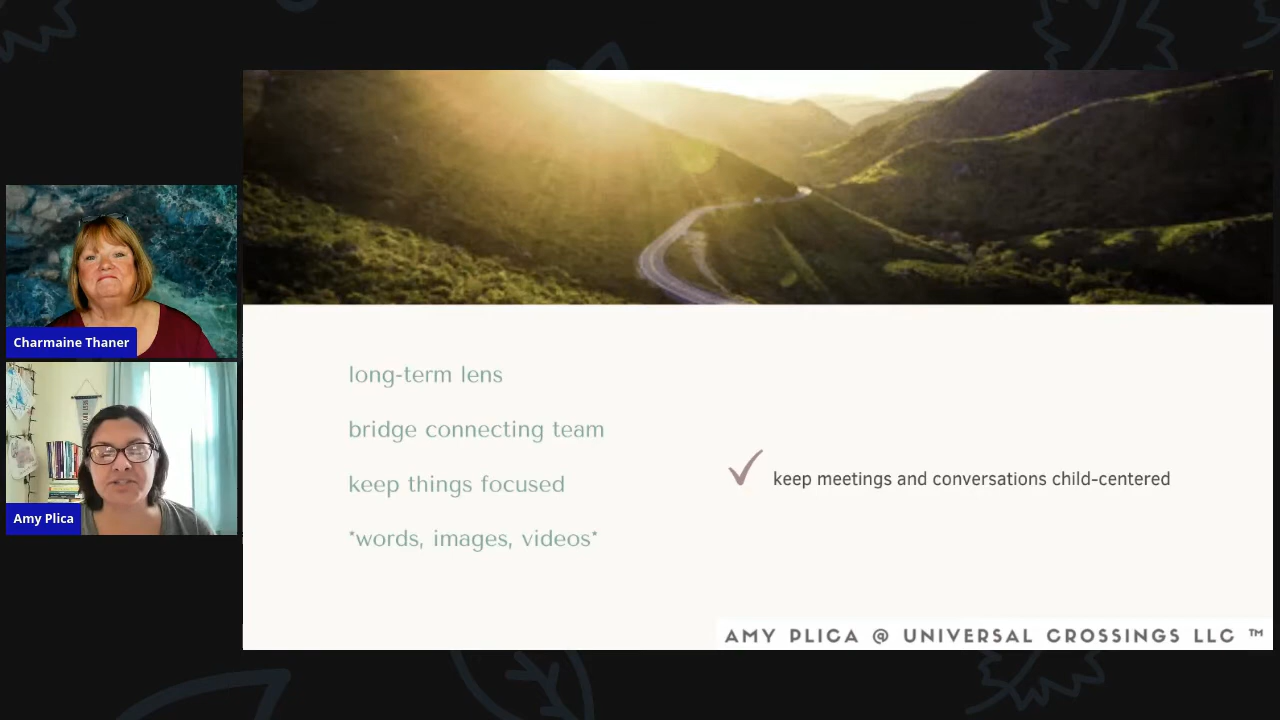 Charmaine Thaner
Amy Plica
long-term lens
bridge connecting team
keep things focused
*words, images, videos*
keep meetings and conversations child-centered
AMY PLICA @ UNIVERSAL CROSSINGS LLC ™